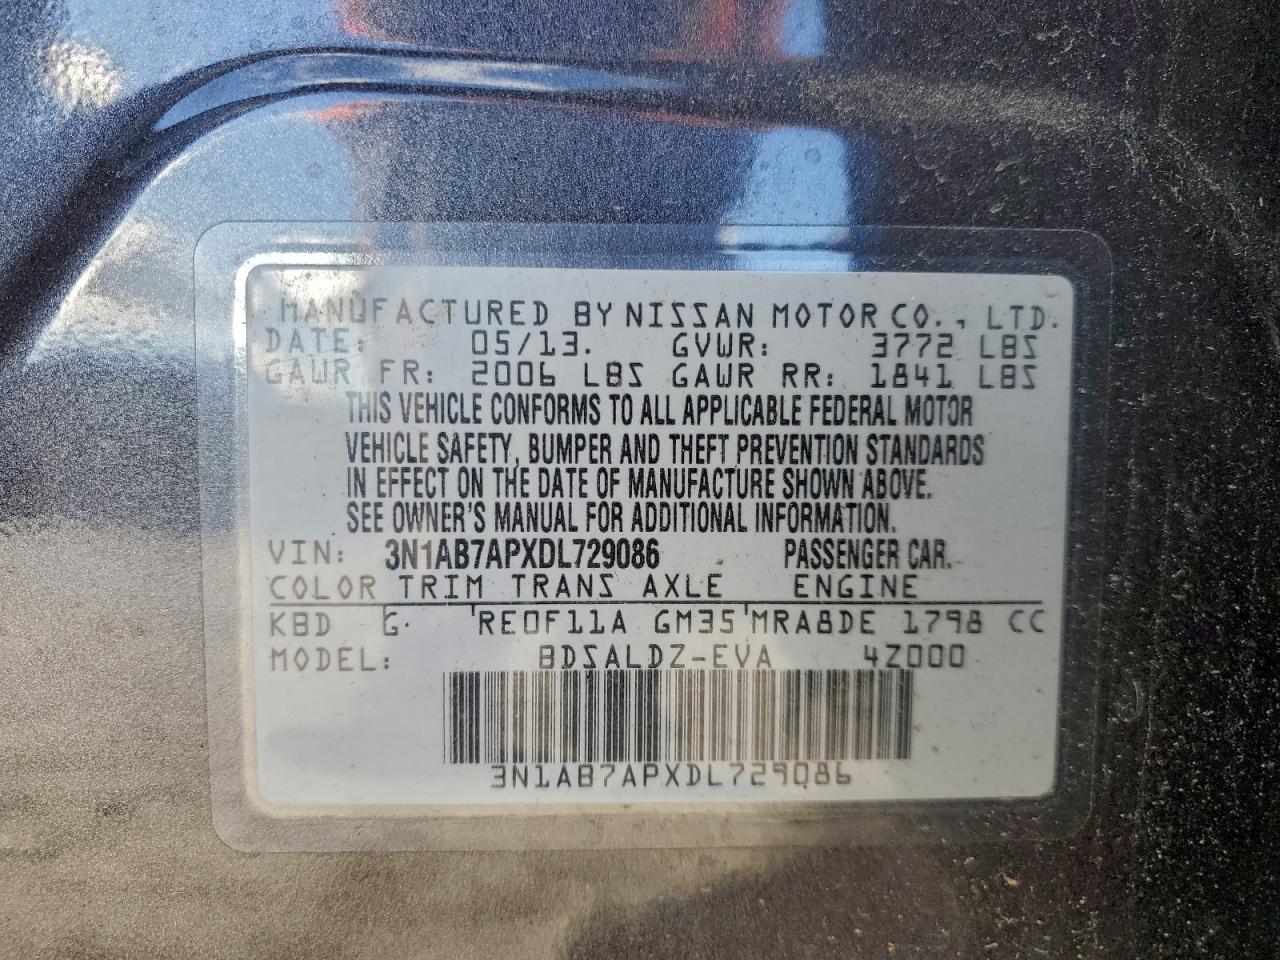 MANUFACTURED BY NISSAN MOTOR CO., LTD.
DATE: 05/13. GVWR: 3772 LBS
GAWR FR: 2006 LBS GAWR RR: 1841 LBS
THIS VEHICLE CONFORMS TO ALL APPLICABLE FEDERAL MOTOR
VEHICLE SAFETY, BUMPER AND THEFT PREVENTION STANDARDS
IN EFFECT ON THE DATE OF MANUFACTURE SHOWN ABOVE.
SEE OWNER'S MANUAL FOR ADDITIONAL INFORMATION.
VIN: 3N1AB7APXDL729086 PASSENGER CAR.
COLOR TRIM TRANS AXLE ENGINE
KBD G RE0F11A GM35 MRA8DE 1798 CC
MODEL: BDSALDZ-EVA 4Z000
3N1AB7APXDL729086